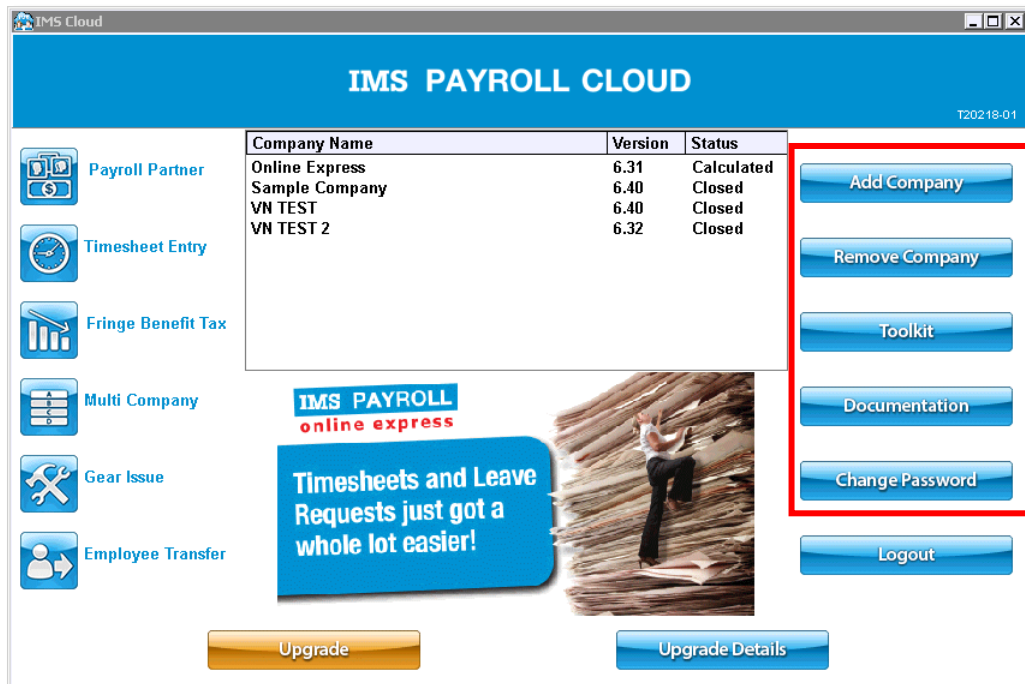 IMS Cloud
IMS PAYROLL CLOUD
T20218-01
Payroll Partner
Timesheet Entry
Fringe Benefit Tax
Multi Company
Gear Issue
Employee Transfer
Company Name Version Status
Online Express 6.31 Calculated
Sample Company 6.40 Closed
VN TEST 6.40 Closed
VN TEST 2 6.32 Closed
IMS PAYROLL
online express
Timesheets and Leave
Requests just got a
whole lot easier!
Add Company
Remove Company
Toolkit
Documentation
Change Password
Logout
Upgrade
Upgrade Details